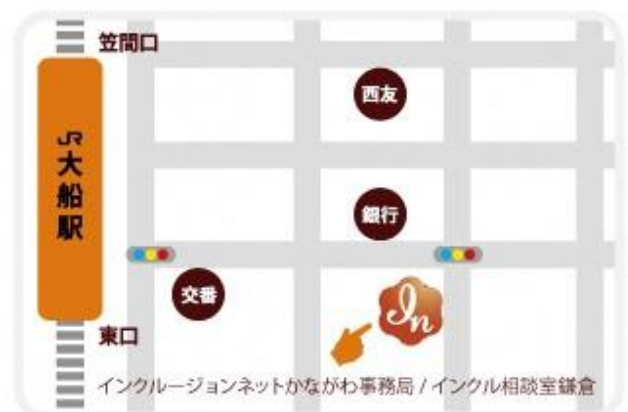 笠間口
西友
JR大船駅
銀行
交番
In
東口
インクルージョンネットかながわ事務局 / インクル相談室鎌倉